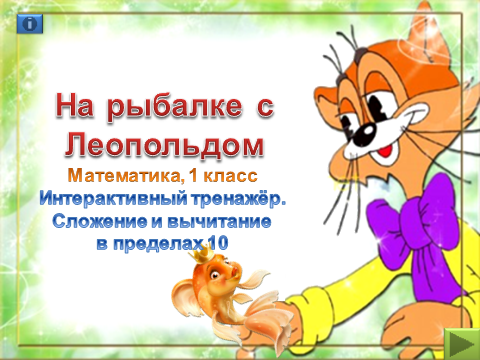 На рыбалке с
Леопольдом
Математика, 1 класс
Интерактивный тренажёр.
Сложение и вычитание
в пределах 10